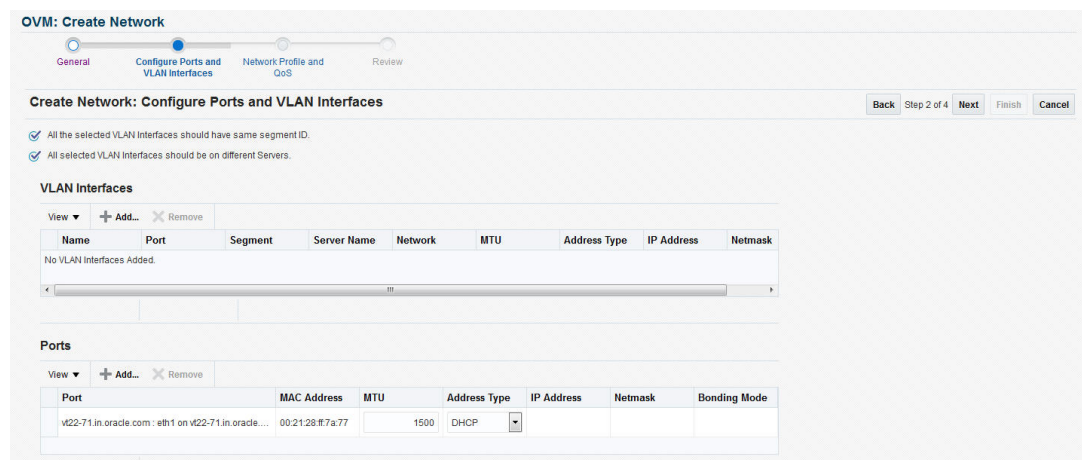 OVM: Create Network
General
Configure Ports and
VLAN Interfaces
Network Profile and
QoS
Review
Create Network: Configure Ports and VLAN Interfaces
Back Step 2 of 4 Next Finish Cancel
All the selected VLAN Interfaces should have same segment ID.
All selected VLAN Interfaces should be on different Servers.
VLAN Interfaces
View Add... Remove
Name Port Segment Server Name Network MTU Address Type IP Address Netmask
No VLAN Interfaces Added.
Ports
View Add... Remove
Port MAC Address MTU Address Type IP Address Netmask Bonding Mode
vt22-71.in.oracle.com : eth1 on vt22-71.in.oracle.... 00:21:28:ff:7a:77 1500 DHCP